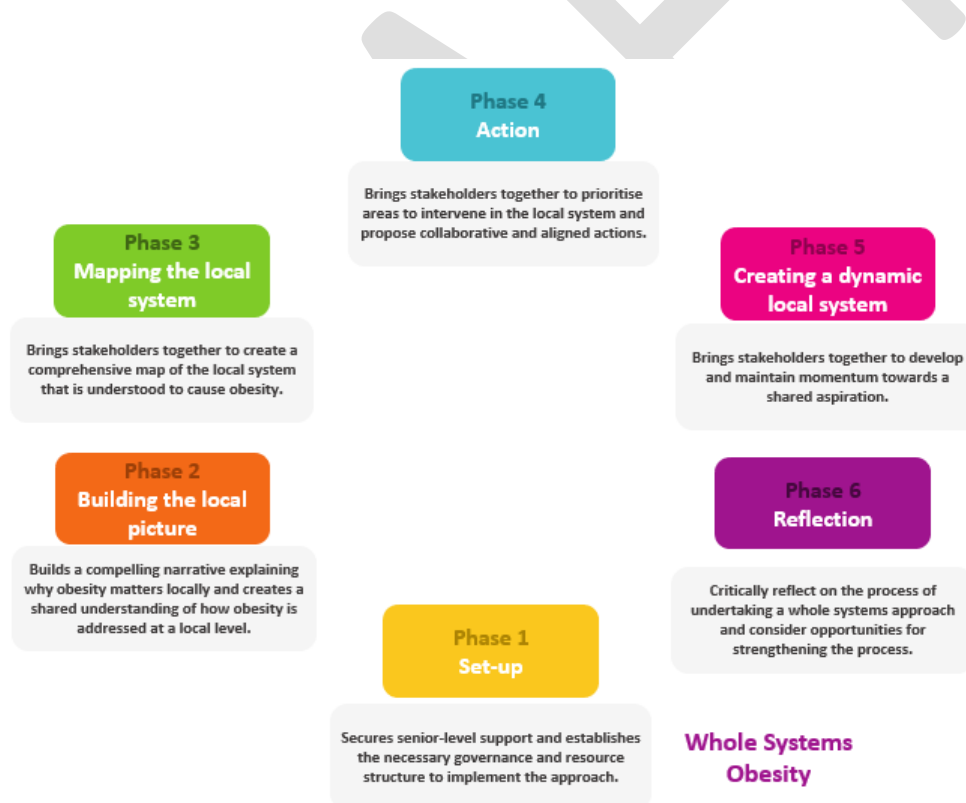 Phase 4
Action
Brings stakeholders together to prioritise
areas to intervene in the local system and
propose collaborative and aligned actions.
Phase 3
Mapping the local
system
Brings stakeholders together to create a
comprehensive map of the local system
that is understood to cause obesity.
Phase 5
Creating a dynamic
local system
Brings stakeholders together to develop
and maintain momentum towards a
shared aspiration.
Phase 2
Building the local
picture
Builds a compelling narrative explaining
why obesity matters locally and creates a
shared understanding of how obesity is
addressed at a local level.
Phase 6
Reflection
Critically reflect on the process of
undertaking a whole systems approach
and consider opportunities for
strengthening the process.
Phase 1
Set-up
Secures senior-level support and establishes
the necessary governance and resource
structure to implement the approach.
Whole Systems
Obesity